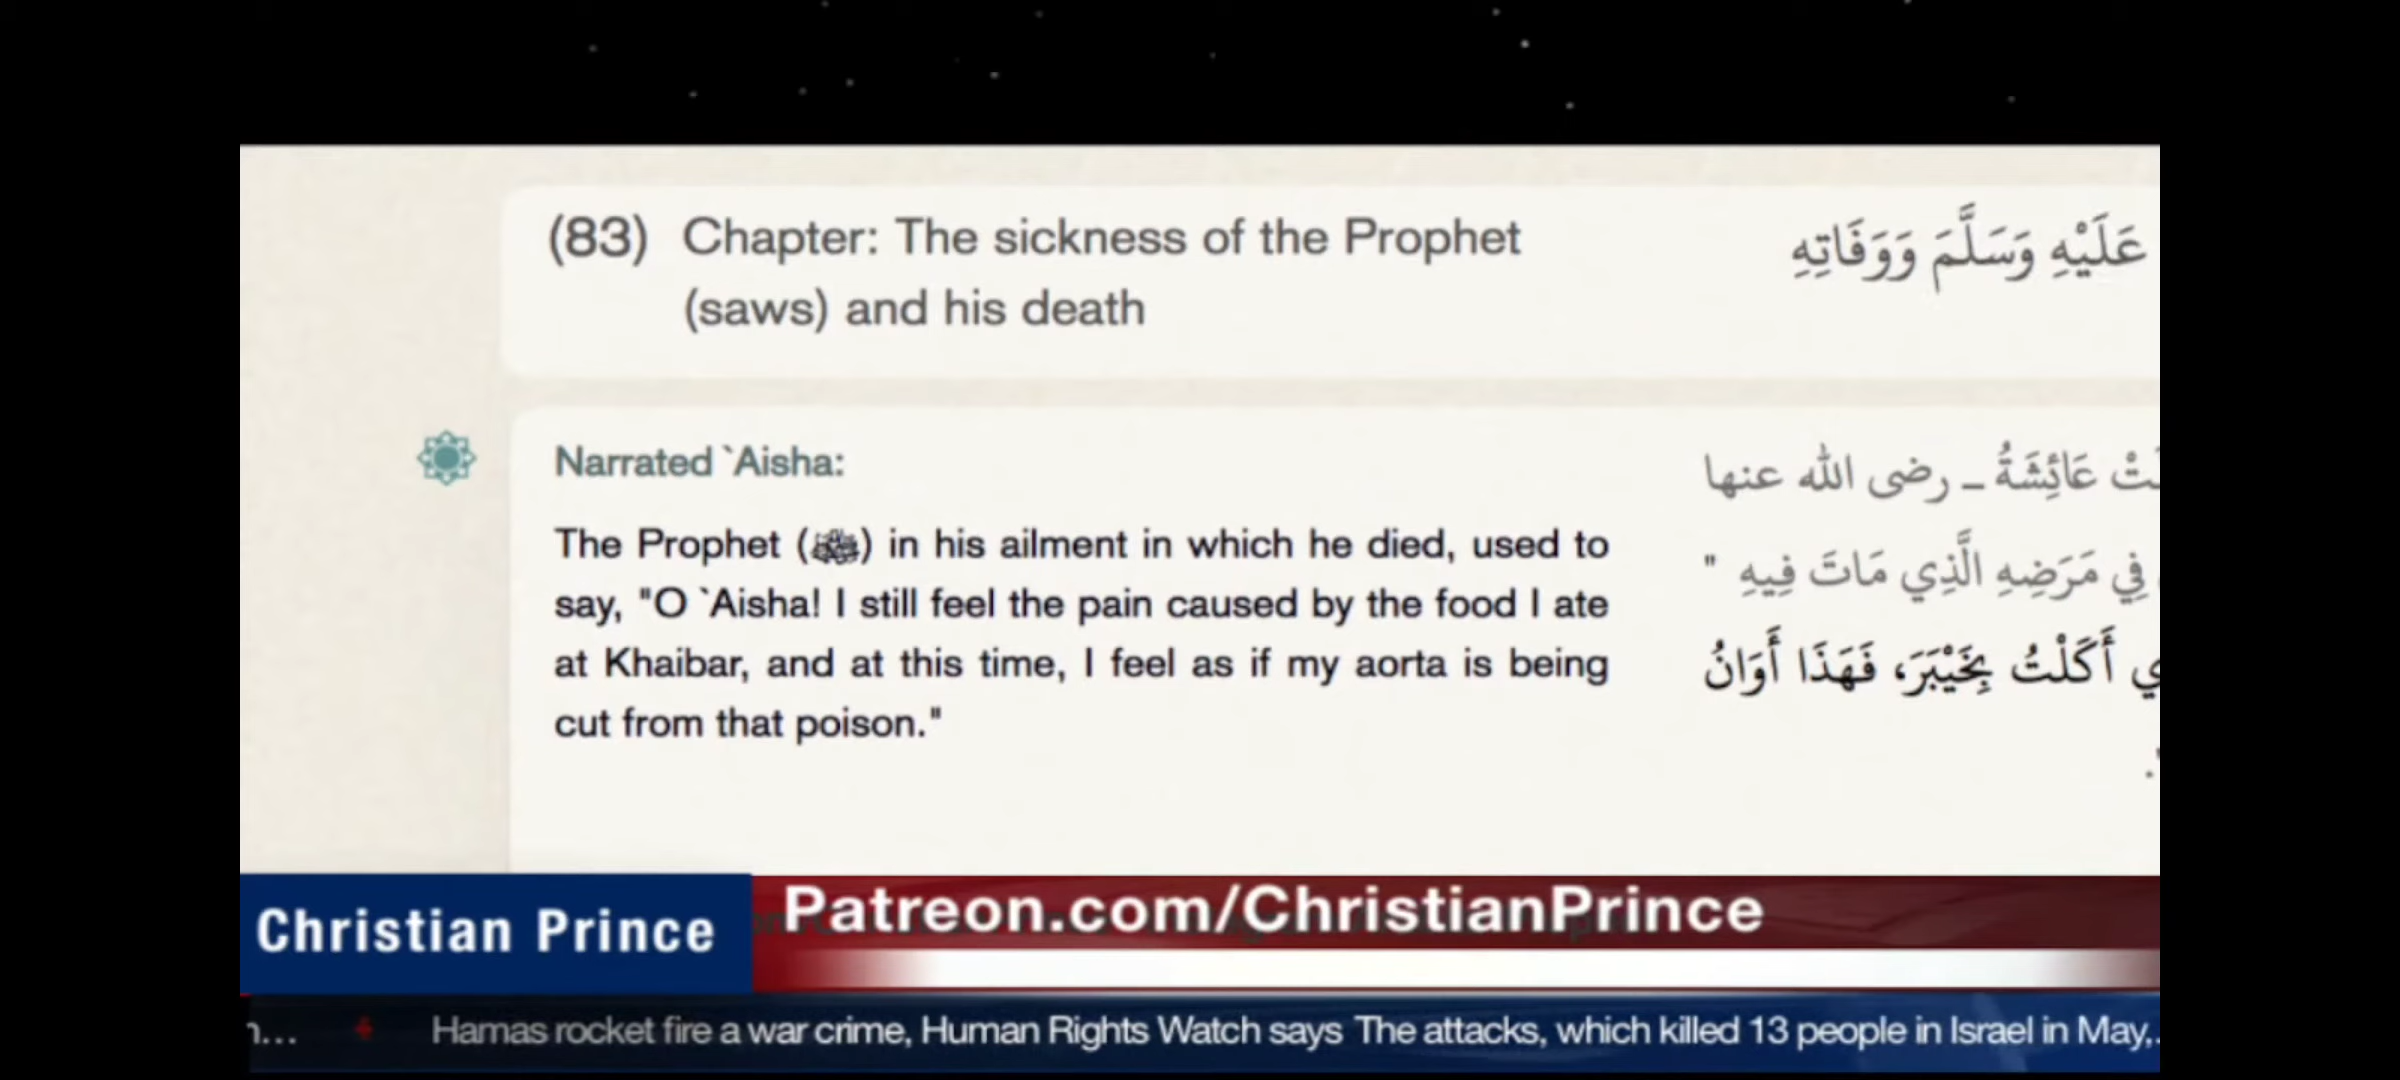 (83) Chapter: The sickness of the Prophet
(saws) and his death
عَلَيْهِ وَسَلَّمَ وَوَفَاتِهِ
Narrated `Aisha:
عَائِشَةُ ـ رضى الله عنها
The Prophet (ﷺ) in his ailment in which he died, used to
say, "O `Aisha! I still feel the pain caused by the food I ate
at Khaibar, and at this time, I feel as if my aorta is being
cut from that poison."
فِي مَرَضِهِ الَّذِي مَاتَ فِيهِ "
أَكَلْتُ بِخَيْبَرَ، فَهَذَا أَوَانُ
Christian Prince
Patreon.com/ChristianPrince
Hamas rocket fire a war crime, Human Rights Watch says The attacks, which killed 13 people in Israel in May,